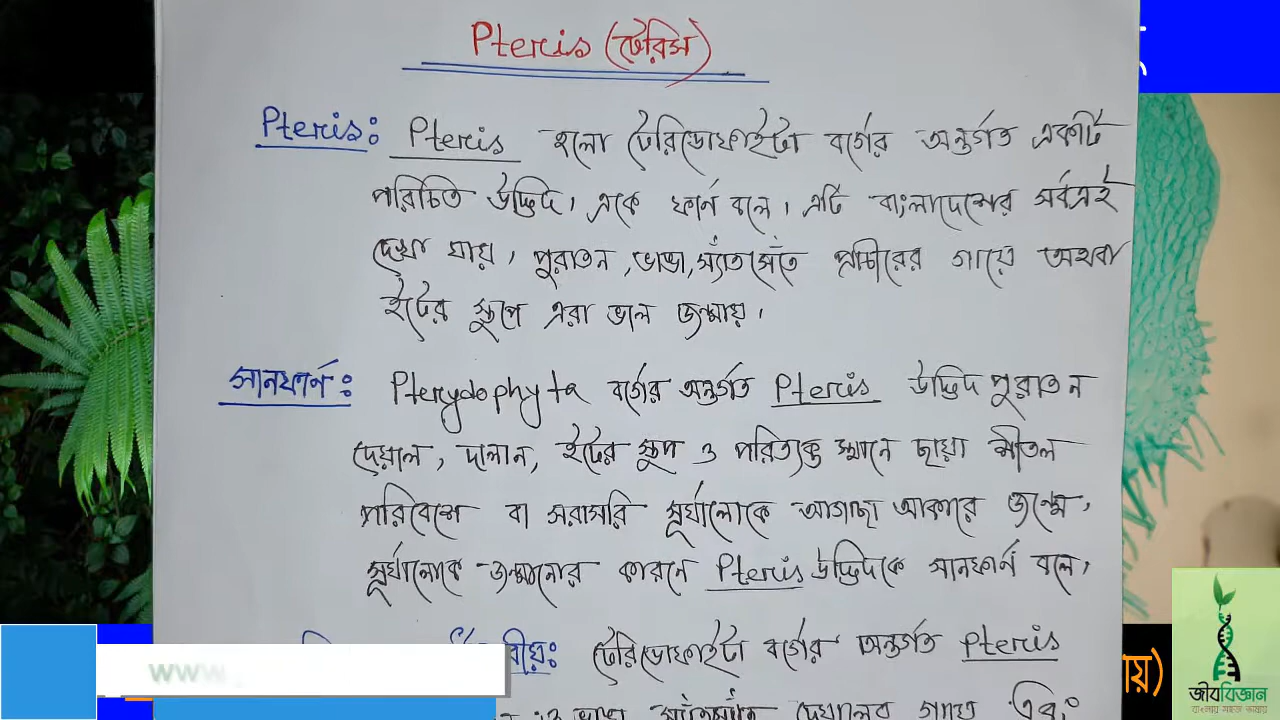 Pteris (টেরিস)
Pteris: Pteris হলো টেরিডোফাইটা বর্গের অন্তর্গত একটি
পরিচিত উদ্ভিদ। একে ফার্ন বলে। এটি বাংলাদেশের সর্বত্রই
দেখা যায়। পুরাতন, ভাঙা, স্যাঁতসেঁতে প্রাচীরের গায়ে অথবা
ইটের স্তুপে এরা ভাল জন্মায়।
সানফার্ন: Pterydophyta বর্গের অন্তর্গত Pteris উদ্ভিদ পুরাতন
দেয়াল, দালান, ইটের স্তুপ ও পরিত্যক্ত স্থানে ছায়া শীতল
পরিবেশে বা সরাসরি সূর্যালোকে আগাছা আকারে জন্মে।
সূর্যালোকে জন্মানোর কারনে Pteris উদ্ভিদকে সানফার্ন বলে।
টেরিডোফাইটা বর্গের অন্তর্গত Pteris
www.
জীববিজ্ঞান
বাংলায় সহজ ভাষায়